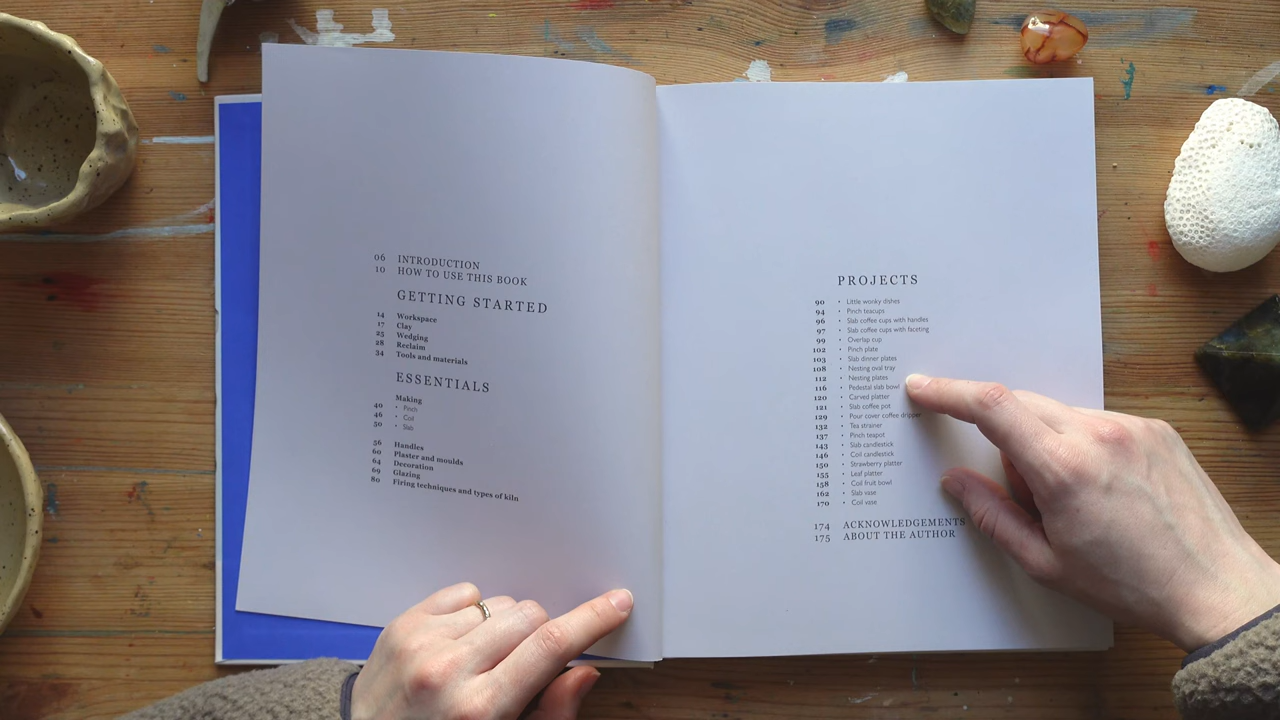 06 INTRODUCTION
10 HOW TO USE THIS BOOK
GETTING STARTED
14 Workspace
17 Clay
25 Wedging
28 Reclaim
34 Tools and materials
ESSENTIALS
Making
40 • Pinch
46 • Coil
50 • Slab
56 Handles
60 Plaster and moulds
64 Decoration
69 Glazing
80 Firing techniques and types of kiln
PROJECTS
90 • Little wonky dishes
94 • Pinch teacups
96 • Slab coffee cups with handles
97 • Slab coffee cups with faceting
99 • Overlap cup
102 • Pinch plate
103 • Slab dinner plates
108 • Nesting oval tray
112 • Nesting plates
116 • Pedestal slab bowl
120 • Carved platter
121 • Slab coffee pot
129 • Pour cover coffee dripper
132 • Tea strainer
137 • Pinch teapot
143 • Slab candlestick
146 • Coil candlestick
150 • Strawberry platter
155 • Leaf platter
158 • Coil fruit bowl
162 • Slab vase
170 • Coil vase
174 ACKNOWLEDGEMENTS
175 ABOUT THE AUTHOR